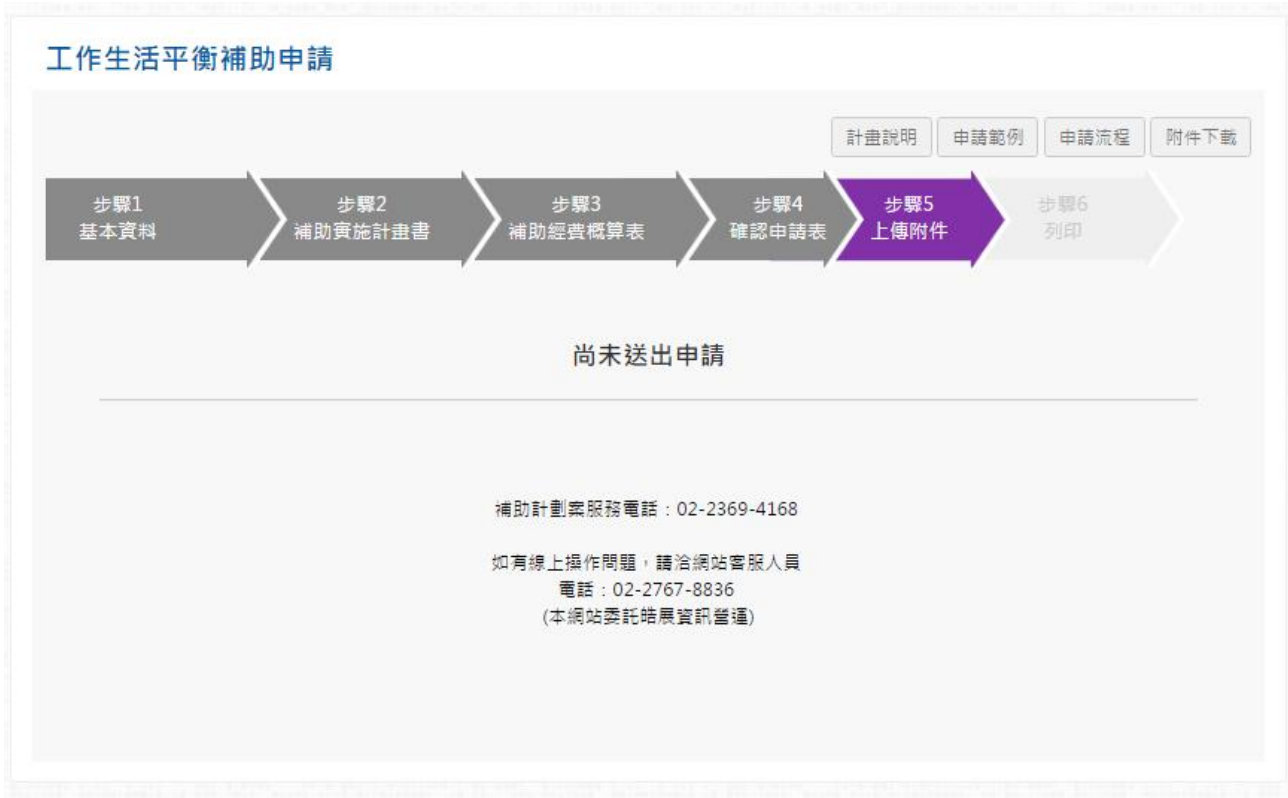 工作生活平衡補助申請
計畫說明 申請範例 申請流程 附件下載
步驟1 步驟2 步驟3 步驟4 步驟5 步驟6
基本資料 補助實施計畫書 補助經費概算表 確認申請表 上傳附件 列印
尚未送出申請
補助計劃案服務電話：02-2369-4168
如有線上操作問題，請洽網站客服人員
電話：02-2767-8836
(本網站委託皓展資訊營運)